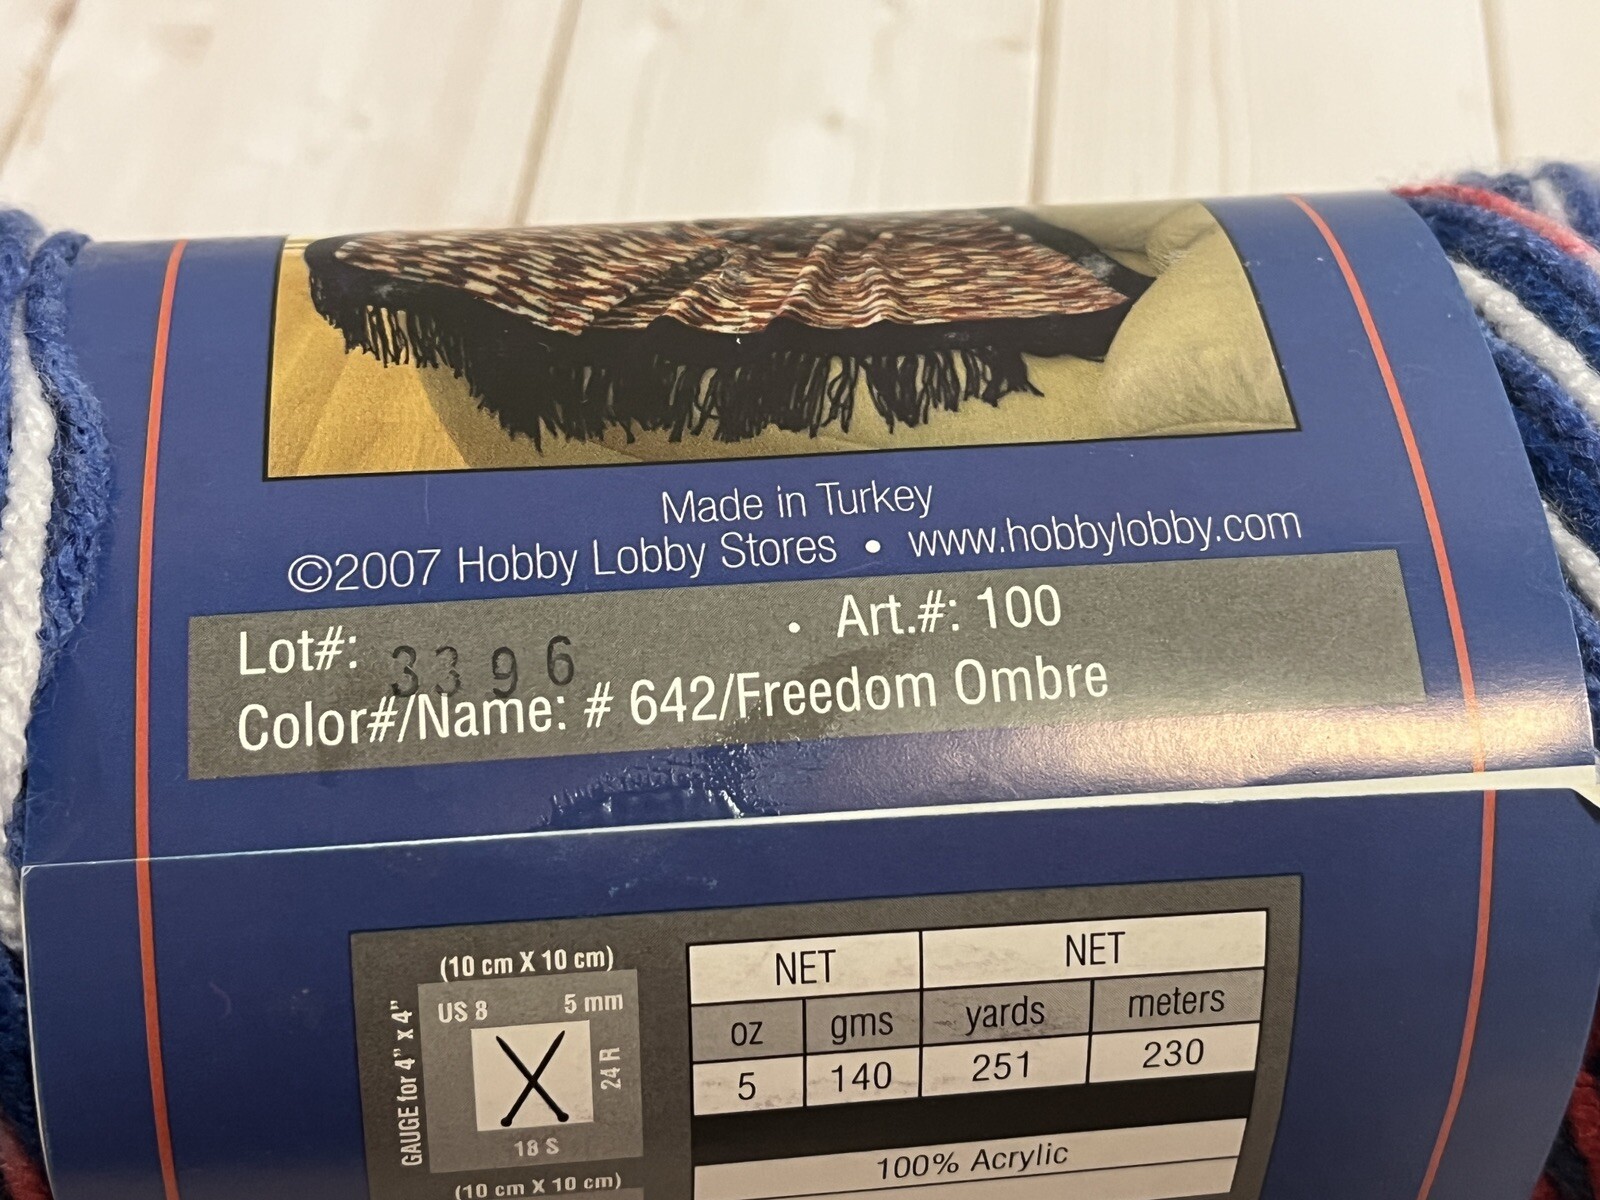 Made in Turkey
©2007 Hobby Lobby Stores • www.hobbylobby.com
Lot#: 3396 • Art.#: 100
Color#/Name: # 642/Freedom Ombre
(10 cm X 10 cm)
GAUGE for 4" x 4"
US 8 5 mm
24 R
18 S
(10 cm X 10 cm)
NET NET
oz gms yards meters
5 140 251 230
100% Acrylic